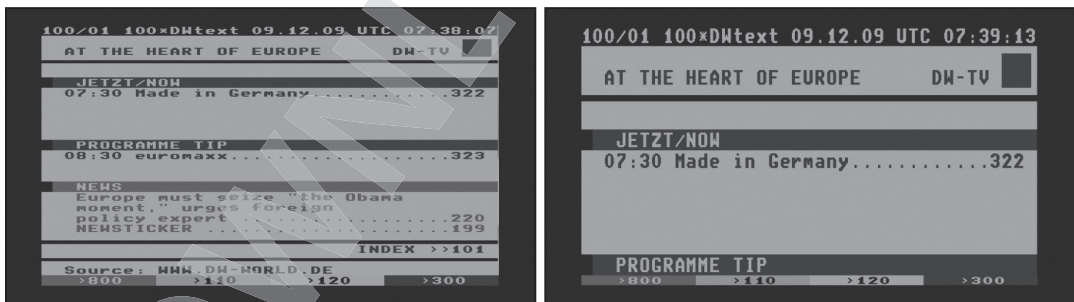 100/01 100*DWtext 09.12.09 UTC 07:38:07
AT THE HEART OF EUROPE DW-TV
JETZT/NOW
07:30 Made in Germany............322
PROGRAMME TIP
08:30 euromaxx...................323
NEWS
Europe must seize "the Obama
moment," urges foreign
policy expert....................220
NEWSTICKER ......................199
INDEX >>101
Source: WWW.DW-WORLD.DE
>800 >110 >120 >300
100/01 100*DWtext 09.12.09 UTC 07:39:13
AT THE HEART OF EUROPE DW-TV
JETZT/NOW
07:30 Made in Germany............322
PROGRAMME TIP
>800 >110 >120 >300